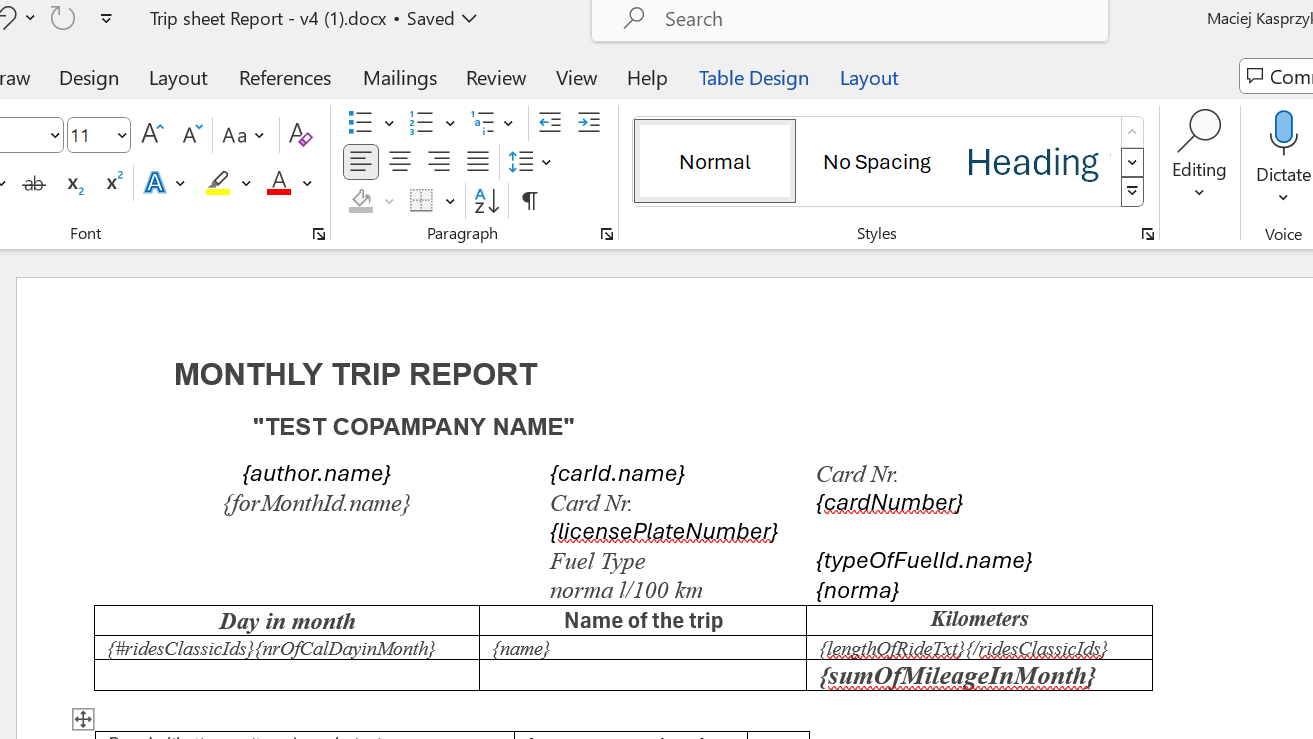 Trip sheet Report - v4 (1).docx • Saved
Search
Maciej Kasprzyk
raw Design Layout References Mailings Review View Help Table Design Layout
11 Aa
Normal No Spacing Heading
Editing
Dictate
Font Paragraph Styles Voice
MONTHLY TRIP REPORT
"TEST COPAMPANY NAME"
{author.name} {carId.name} Card Nr.
{forMonthId.name} Card Nr. {cardNumber}
{licensePlateNumber}
Fuel Type {typeOfFuelId.name}
norma l/100 km {norma}
Day in month Name of the trip Kilometers
{#ridesClassicIds}{nrOfCalDayinMonth} {name} {lengthOfRideTxt}{/ridesClassicIds}
{sumOfMileageInMonth}